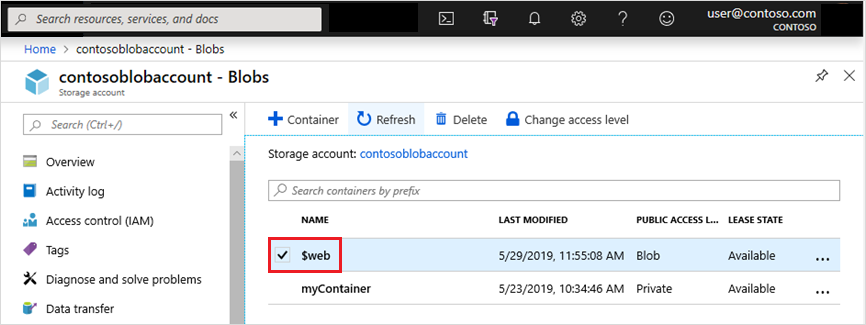 Search resources, services, and docs
user@contoso.com
CONTOSO
Home > contosoblobaccount - Blobs
contosoblobaccount - Blobs
Storage account
Search (Ctrl+/)
«
Overview
Activity log
Access control (IAM)
Tags
Diagnose and solve problems
Data transfer
Container Refresh Delete Change access level
Storage account: contosoblobaccount
Search containers by prefix
NAME LAST MODIFIED PUBLIC ACCESS L... LEASE STATE
$web 5/29/2019, 11:55:08 AM Blob Available ...
myContainer 5/23/2019, 10:34:46 AM Private Available ...